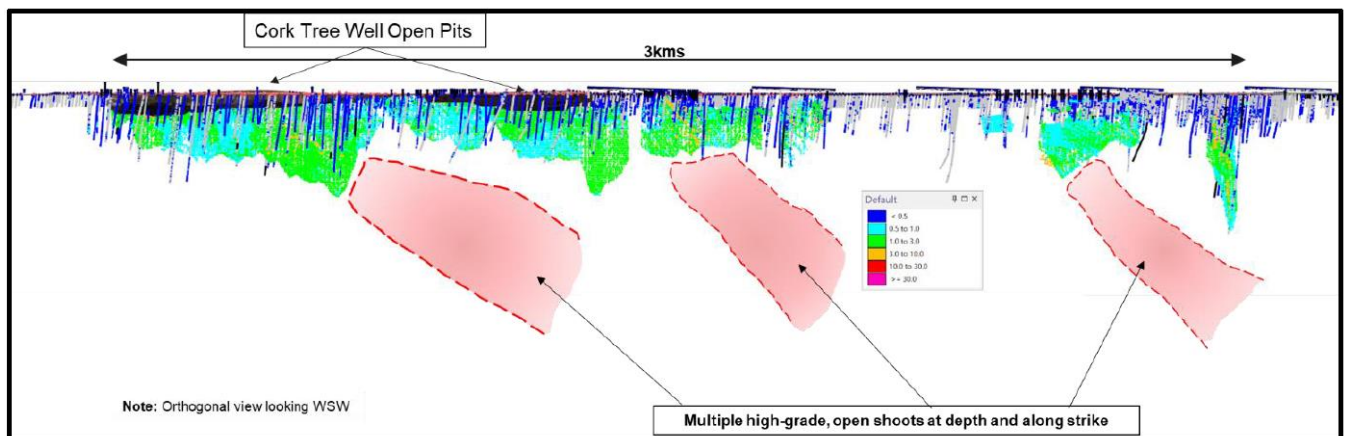 Cork Tree Well Open Pits
3kms
Default
< 0.5
0.5 to 1.0
1.0 to 3.0
3.0 to 10.0
10.0 to 30.0
>= 30.0
Note: Orthogonal view looking WSW
Multiple high-grade, open shoots at depth and along strike